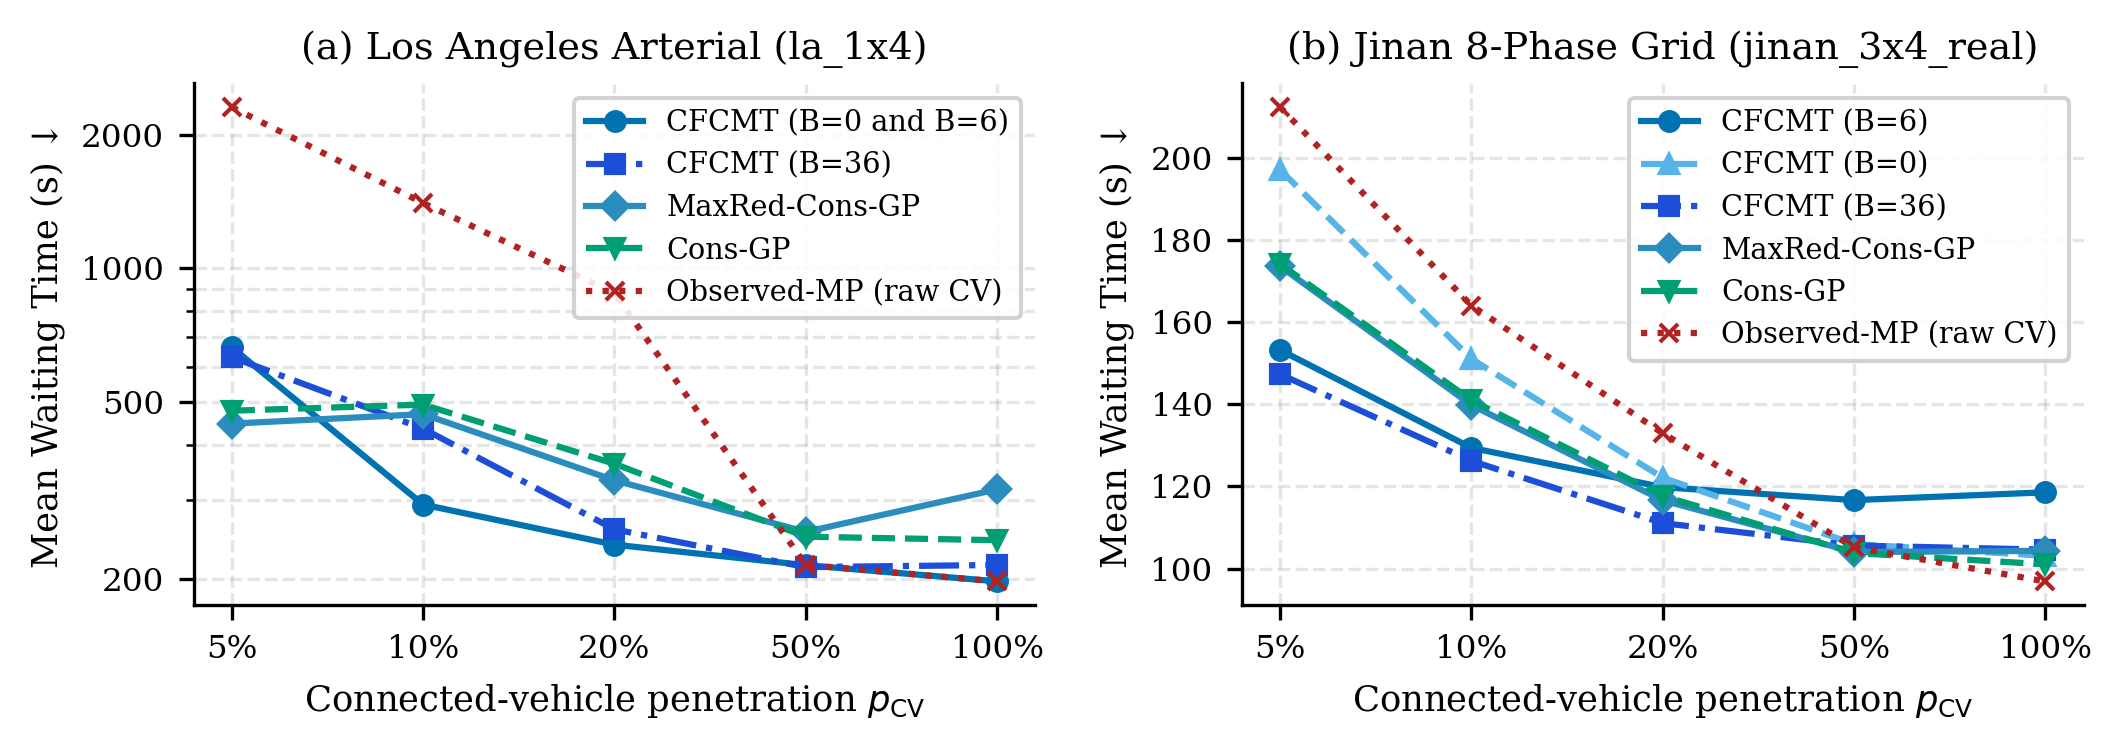 (a) Los Angeles Arterial (la_1x4)
Mean Waiting Time (s) ↓
2000
1000
500
200
5%
10%
20%
50%
100%
Connected-vehicle penetration p_CV
CFCMT (B=0 and B=6)
CFCMT (B=36)
MaxRed-Cons-GP
Cons-GP
Observed-MP (raw CV)
(b) Jinan 8-Phase Grid (jinan_3x4_real)
Mean Waiting Time (s) ↓
200
180
160
140
120
100
5%
10%
20%
50%
100%
Connected-vehicle penetration p_CV
CFCMT (B=6)
CFCMT (B=0)
CFCMT (B=36)
MaxRed-Cons-GP
Cons-GP
Observed-MP (raw CV)